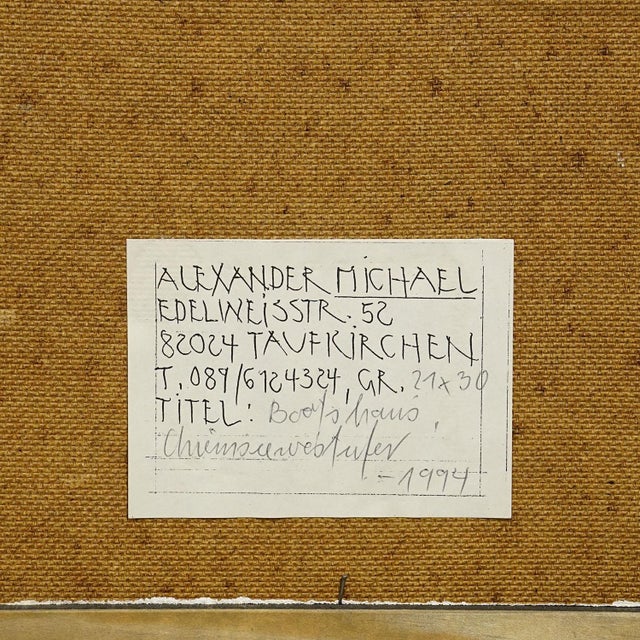 ALEXANDER MICHAEL
EDELWEISSTR. 52
82024 TAUFKIRCHEN
T. 089/6124324, GR. 21x30
TITEL: Bootshaus,
Chiemseewestufer
-1994